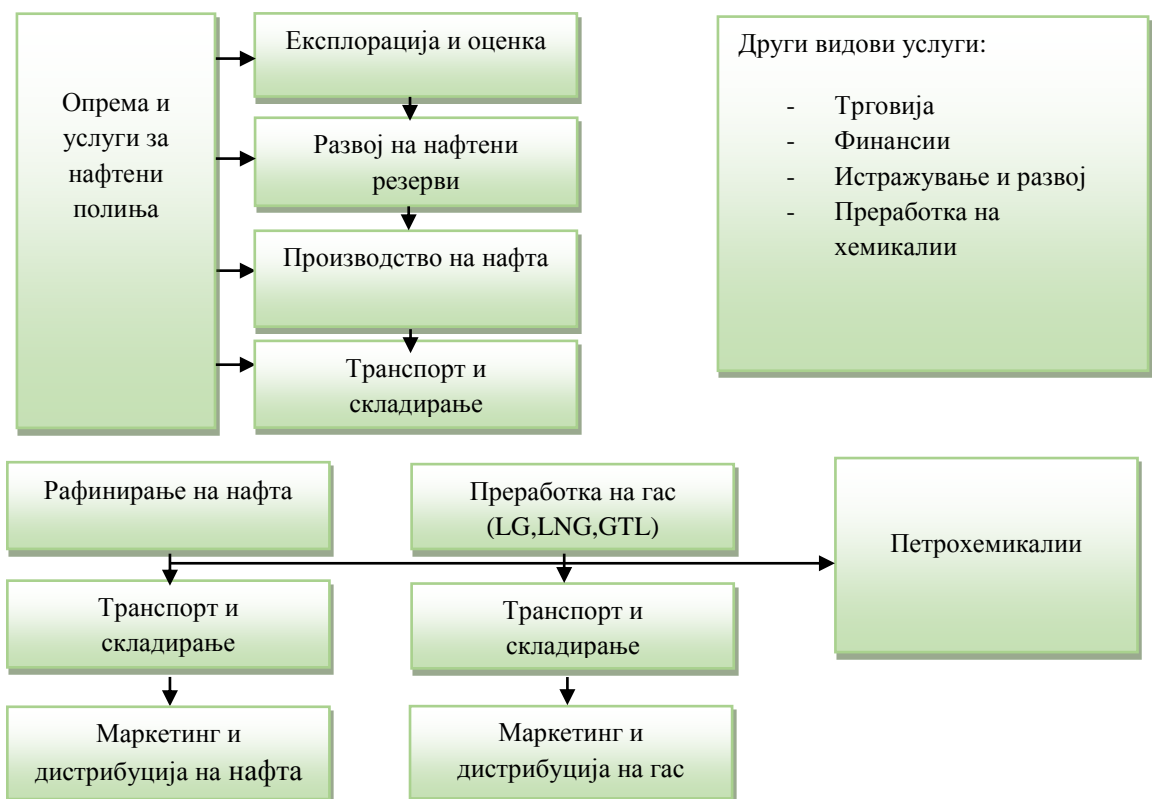 Опрема и
услуги за
нафтени
полиња
Експлорација и оценка
Развој на нафтени
резерви
Производство на нафта
Транспорт и
складирање
Други видови услуги:
- Трговија
- Финансии
- Истражување и развој
- Преработка на
хемикалии
Рафинирање на нафта
Транспорт и
складирање
Маркетинг и
дистрибуција на нафта
Преработка на гас
(LG,LNG,GTL)
Транспорт и
складирање
Маркетинг и
дистрибуција на гас
Петрохемикалии